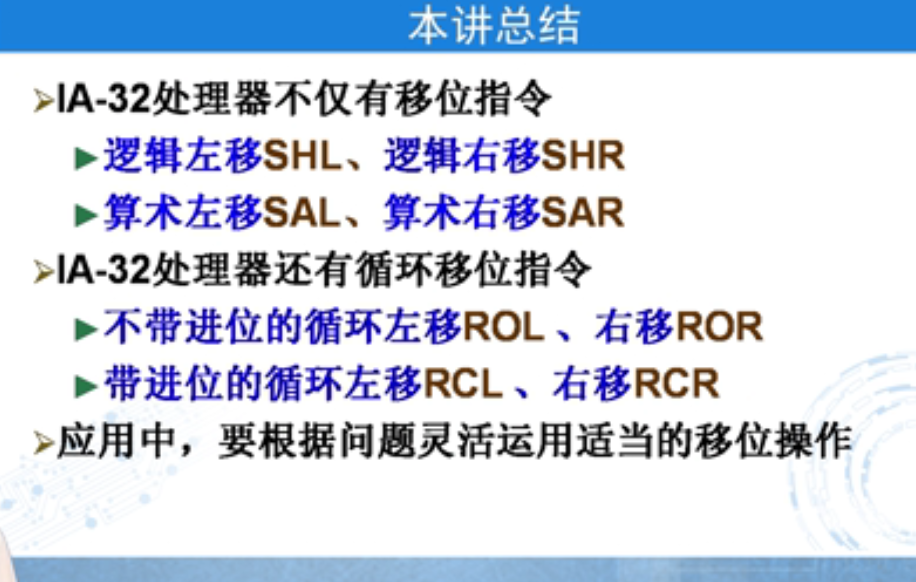 本讲总结
IA-32处理器不仅有移位指令
逻辑左移SHL、逻辑右移SHR
算术左移SAL、算术右移SAR
IA-32处理器还有循环移位指令
不带进位的循环左移ROL 、右移ROR
带进位的循环左移RCL 、右移RCR
应用中，要根据问题灵活运用适当的移位操作